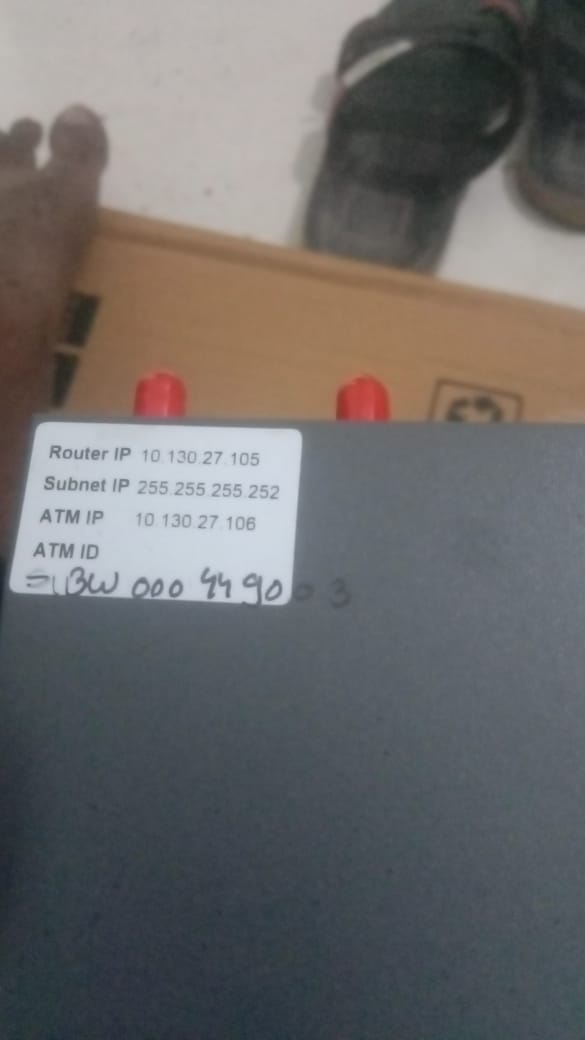 Router IP 10.130.27.105
Subnet IP 255.255.255.252
ATM IP 10.130.27.106
ATM ID
000449003